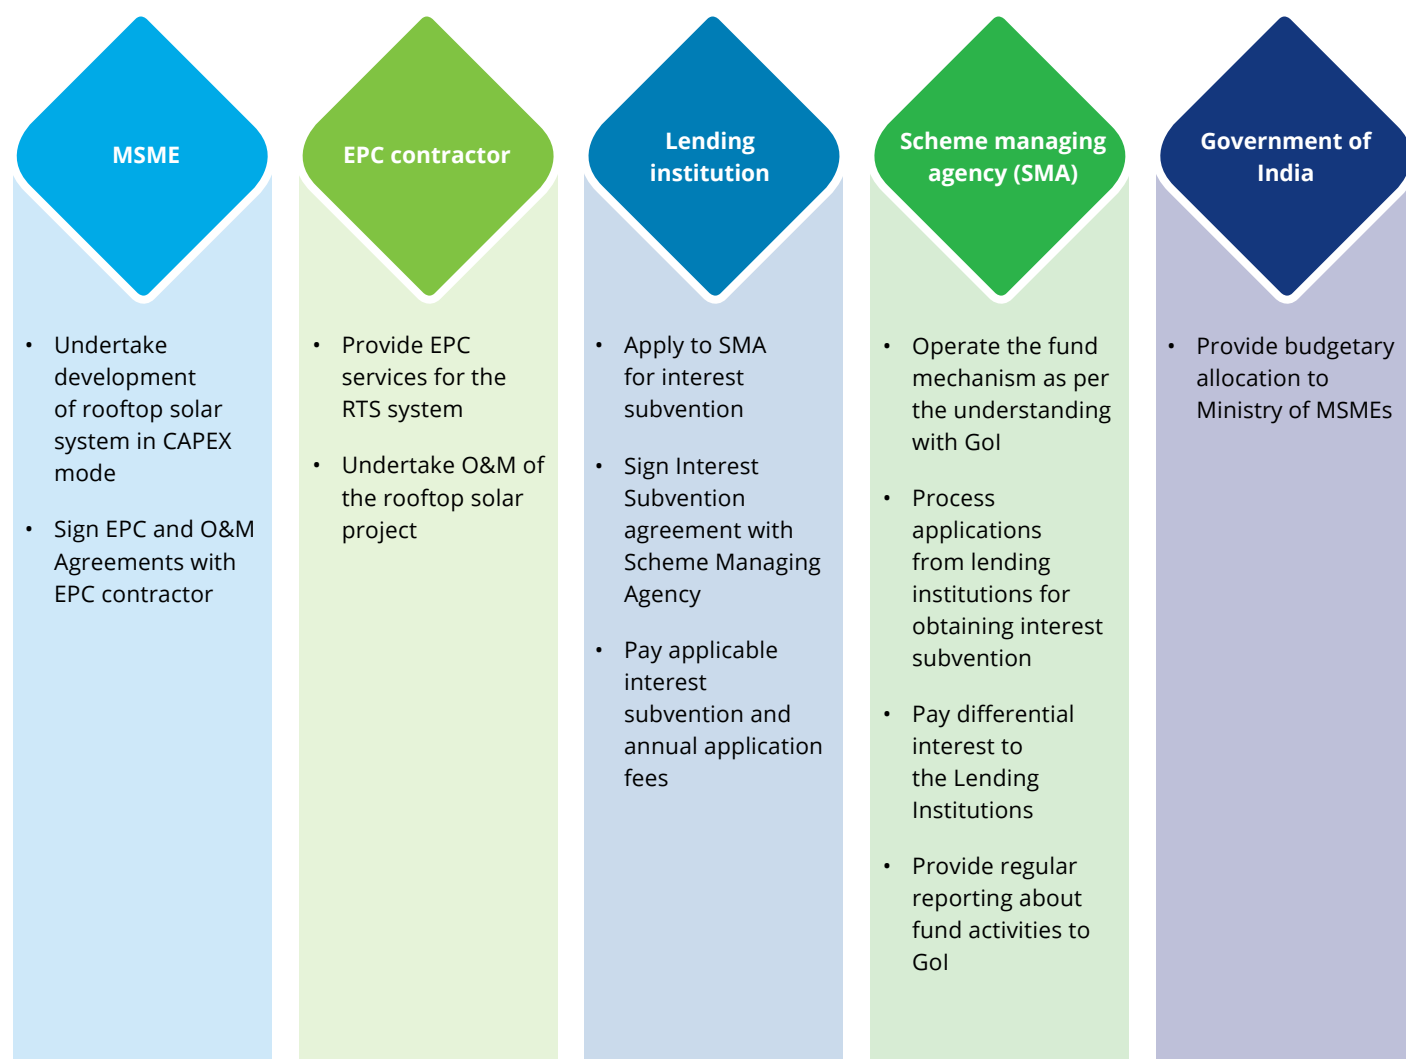 MSME
• Undertake
development
of rooftop solar
system in CAPEX
mode
• Sign EPC and O&M
Agreements with
EPC contractor
EPC contractor
• Provide EPC
services for the
RTS system
• Undertake O&M of
the rooftop solar
project
Lending
institution
• Apply to SMA
for interest
subvention
• Sign Interest
Subvention
agreement with
Scheme Managing
Agency
• Pay applicable
interest
subvention and
annual application
fees
Scheme managing
agency (SMA)
• Operate the fund
mechanism as per
the understanding
with GoI
• Process
applications
from lending
institutions for
obtaining interest
subvention
• Pay differential
interest to
the Lending
Institutions
• Provide regular
reporting about
fund activities to
GoI
Government of
India
• Provide budgetary
allocation to
Ministry of MSMEs